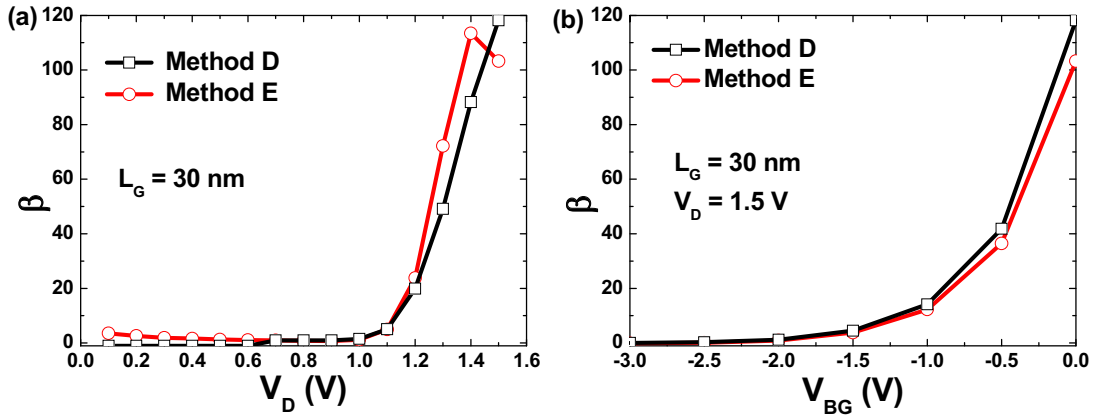 (a)
120
100
80
60
40
20
0
β
Method D
Method E
L_G = 30 nm
0.0 0.2 0.4 0.6 0.8 1.0 1.2 1.4 1.6
V_D (V)
(b)
120
100
80
60
40
20
0
β
Method D
Method E
L_G = 30 nm
V_D = 1.5 V
-3.0 -2.5 -2.0 -1.5 -1.0 -0.5 0.0
V_BG (V)